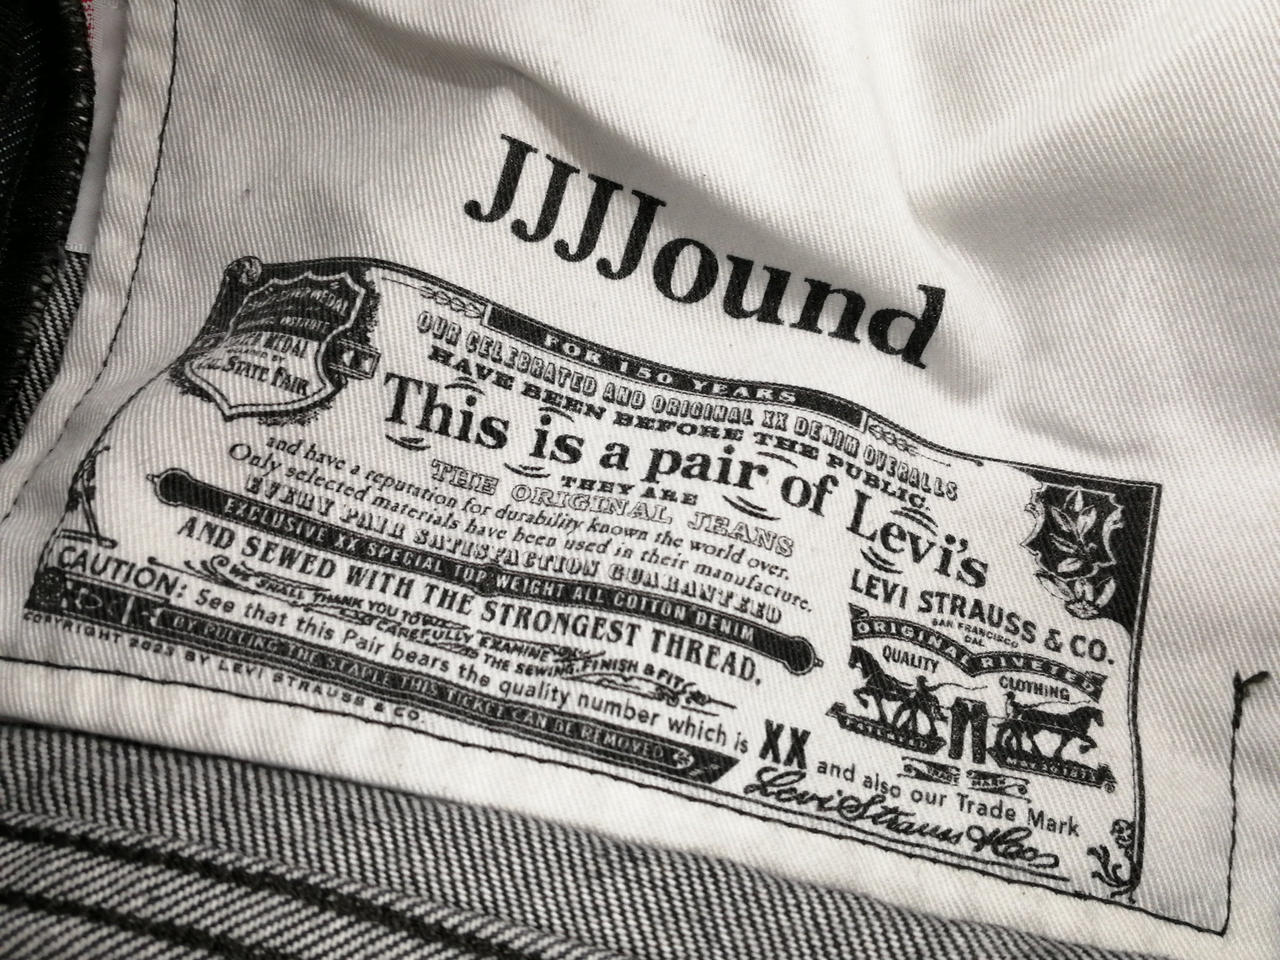 JJJJound
FOR 150 YEARS
OUR CELEBRATED AND ORIGINAL XX DENIM OVERALLS
HAVE BEEN BEFORE THE PUBLIC.
This is a pair of Levi's
THEY ARE
THE ORIGINAL JEANS
and have a reputation for durability known the world over.
Only selected materials have been used in their manufacture.
EVERY PAIR SATISFACTION GUARANTEED
EXCLUSIVE XX SPECIAL TOP WEIGHT ALL COTTON DENIM
AND SEWED WITH THE STRONGEST THREAD.
WE SHALL THANK YOU TO
CAREFULLY EXAMINE
THE SEWING, FINISH & FIT
CAUTION: See that this Pair bears the quality number which is XX and also our Trade Mark
BY PULLING THE STAPLE THIS TICKET CAN BE REMOVED
COPYRIGHT 2023 BY LEVI STRAUSS & CO.
Levi Strauss & Co
MEDAL
STATE FAIR
LEVI STRAUSS & CO.
SAN FRANCISCO
CAL
ORIGINAL RIVETED
QUALITY CLOTHING
TRADE MARK
MAY 20 1873